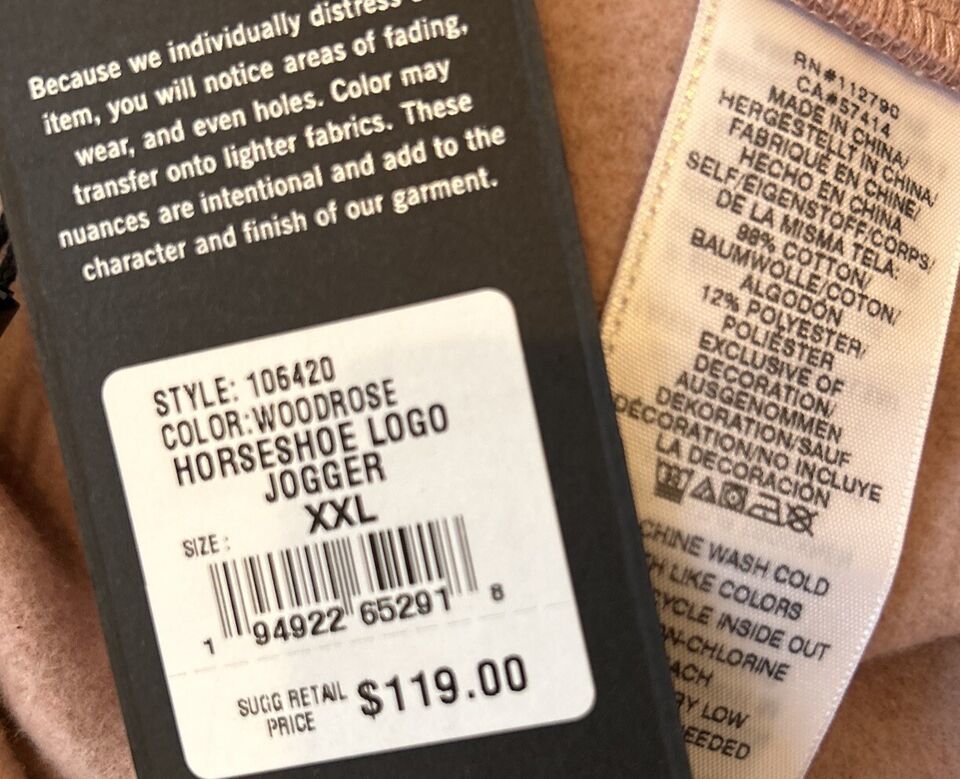 Because we individually distress
item, you will notice areas of fading,
wear, and even holes. Color may
transfer onto lighter fabrics. These
nuances are intentional and add to the
character and finish of our garment.
STYLE: 106420
COLOR:WOODROSE
HORSESHOE LOGO
JOGGER
XXL
SIZE:
1 94922 65291 8
SUGG RETAIL PRICE $119.00
RN#112790
CA#57414
MADE IN CHINA/
HERGESTELLT IN CHINA/
FABRIQUÉ EN CHINE/
HECHO EN CHINA
SELF/EIGENSTOFF/CORPS/
DE LA MISMA TELA:
88% COTTON/
BAUMWOLLE/COTON/
ALGODÓN
12% POLYESTER/
POLIÉSTER
EXCLUSIVE OF
DECORATION/
AUSGENOMMEN
DEKORATION/SAUF
DÉCORATION/NO INCLUYE
LA DECORACIÓN
CHINE WASH COLD
H LIKE COLORS
YCLE INSIDE OUT
N-CHLORINE
ACH
RY LOW
EEDED